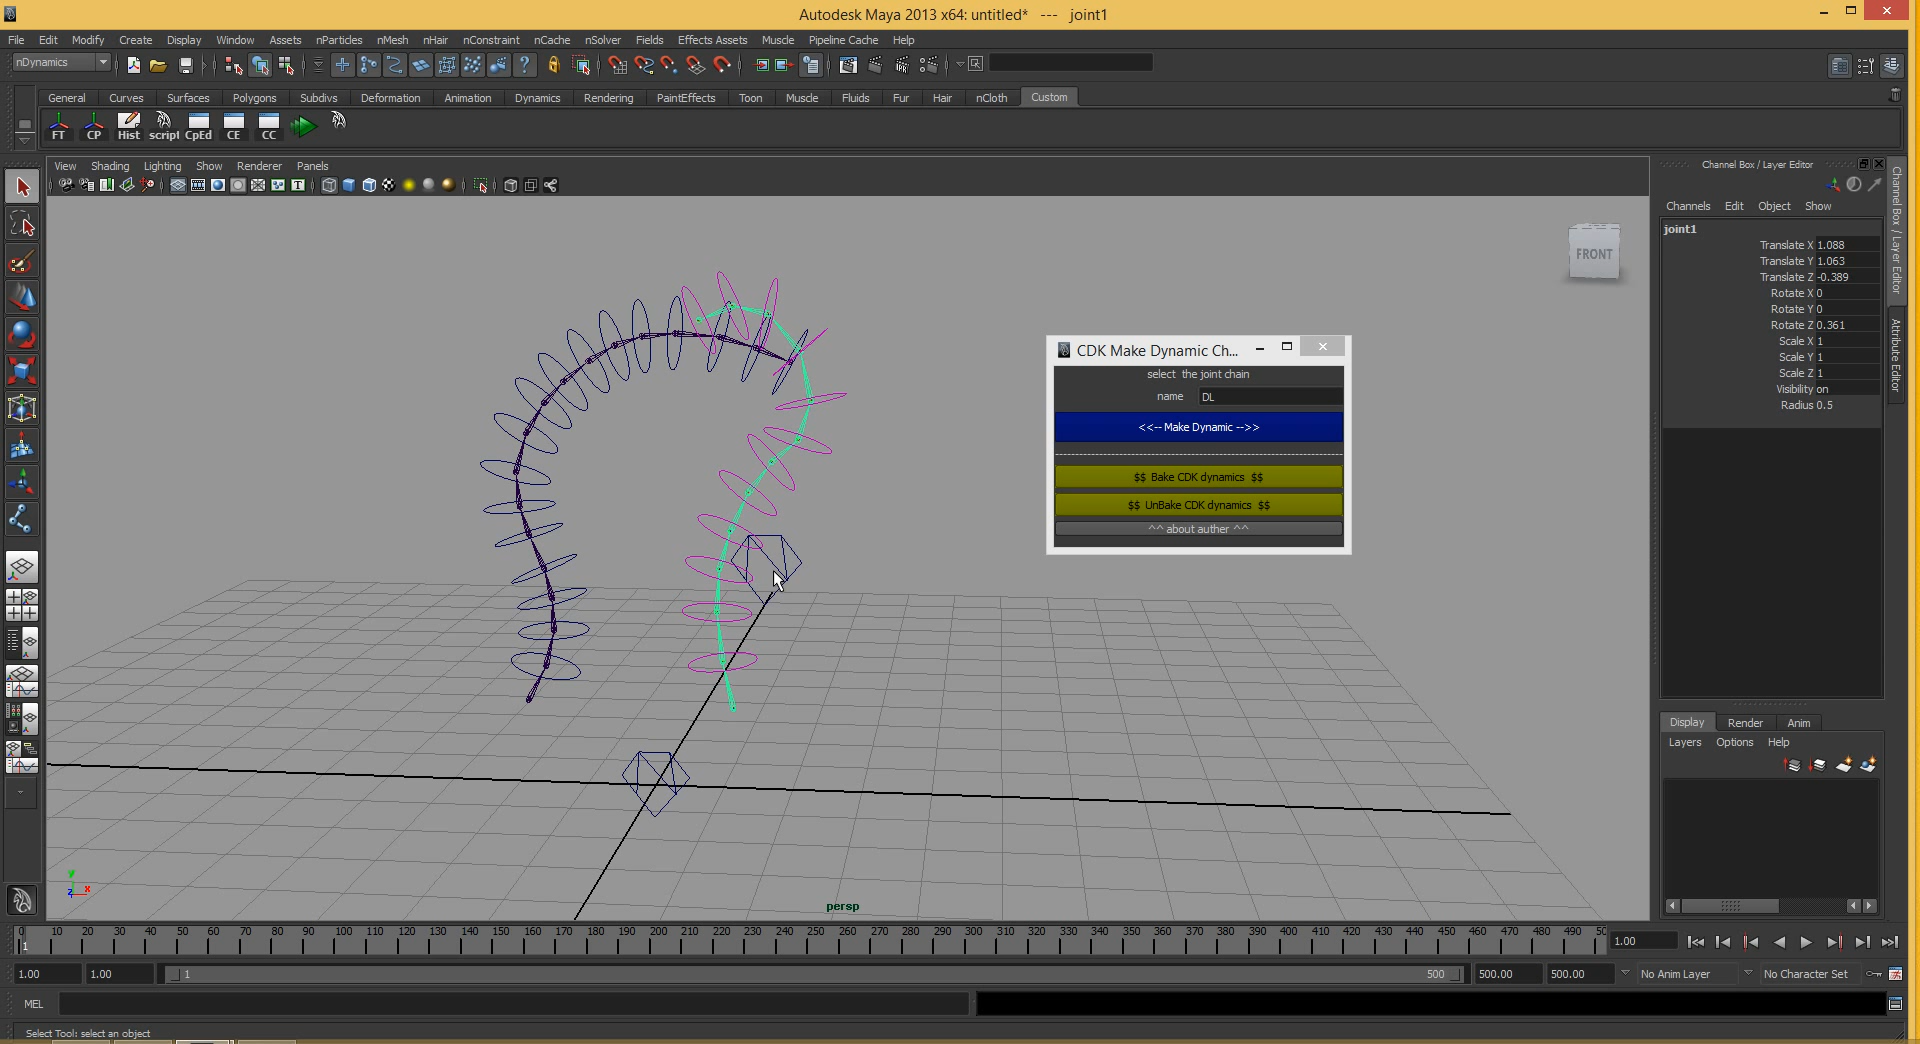 Autodesk Maya 2013 x64: untitled* --- joint1
File Edit Modify Create Display Window Assets nParticles nMesh nHair nConstraint nCache nSolver Fields Effects Assets Muscle Pipeline Cache Help
nDynamics
General Curves Surfaces Polygons Subdivs Deformation Animation Dynamics Rendering PaintEffects Toon Muscle Fluids Fur Hair nCloth Custom
FT CP Hist script CpEd CE CC
View Shading Lighting Show Renderer Panels
FRONT
CDK Make Dynamic Ch...
select the joint chain
name DL
<<-- Make Dynamic -->>
$$ Bake CDK dynamics $$
$$ UnBake CDK dynamics $$
^^ about auther ^^
y
z x
persp
Channel Box / Layer Editor
Channels Edit Object Show
joint1
Translate X 1.088
Translate Y 1.063
Translate Z -0.389
Rotate X 0
Rotate Y 0
Rotate Z 0.361
Scale X 1
Scale Y 1
Scale Z 1
Visibility on
Radius 0.5
Channel Box / Layer Editor
Attribute Editor
Display Render Anim
Layers Options Help
0 10 20 30 40 50 60 70 80 90 100 110 120 130 140 150 160 170 180 190 200 210 220 230 240 250 260 270 280 290 300 310 320 330 340 350 360 370 380 390 400 410 420 430 440 450 460 470 480 490 50
1
1.00
1.00 1.00 1 500 500.00 500.00 No Anim Layer No Character Set
MEL
Select Tool: select an object